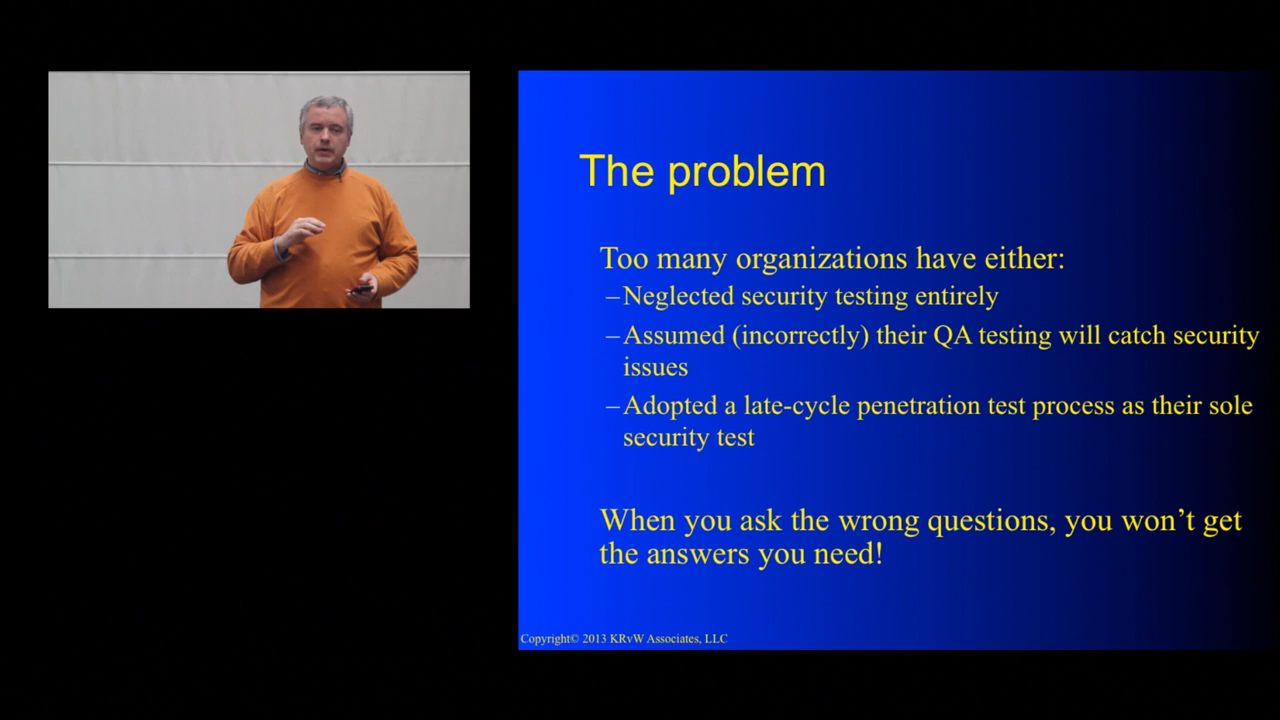 The problem
Too many organizations have either:
–Neglected security testing entirely
–Assumed (incorrectly) their QA testing will catch security
issues
–Adopted a late-cycle penetration test process as their sole
security test
When you ask the wrong questions, you won’t get
the answers you need!
Copyright© 2013 KRvW Associates, LLC